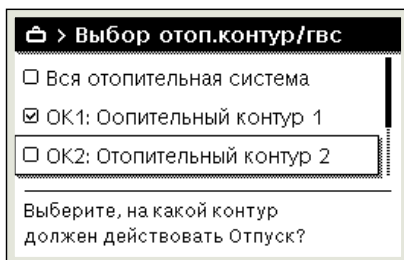 > Выбор отоп.контур/гвс
Вся отопительная система
ОК1: Оопительный контур 1
ОК2: Отопительный контур 2
Выберите, на какой контур
должен действовать Отпуск?